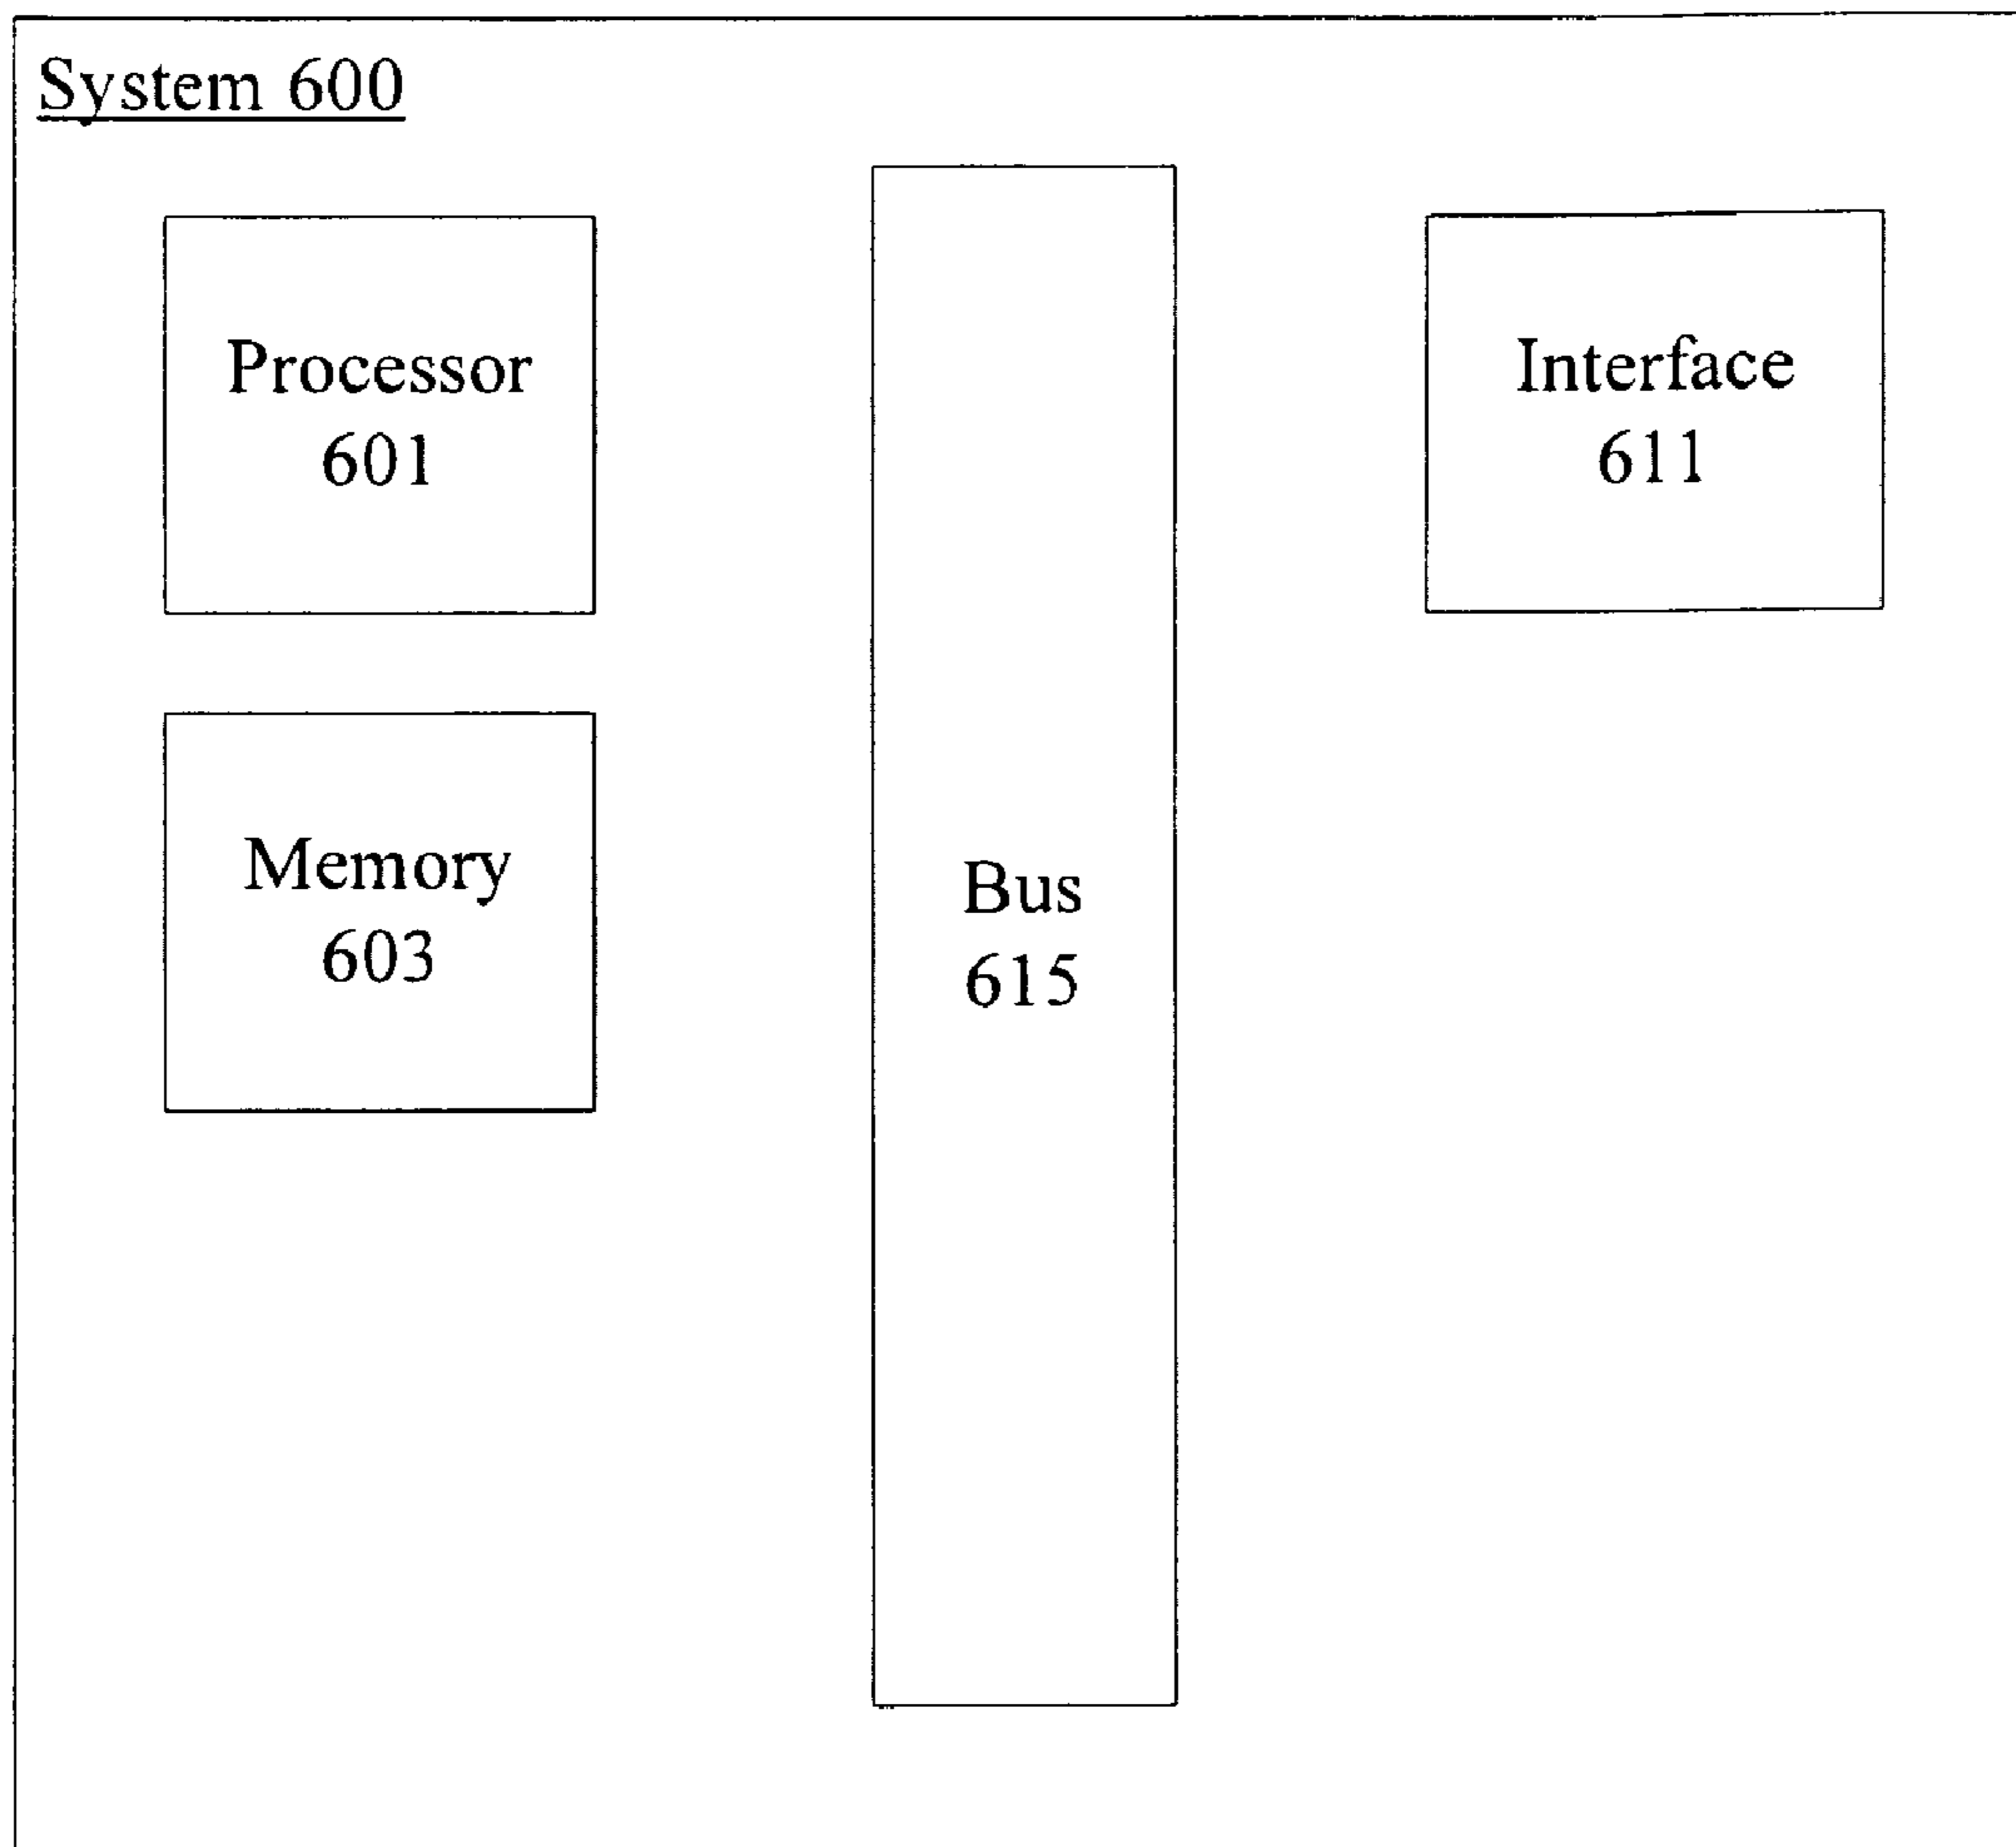 System 600
Processor
601
Interface
611
Memory
603
Bus
615